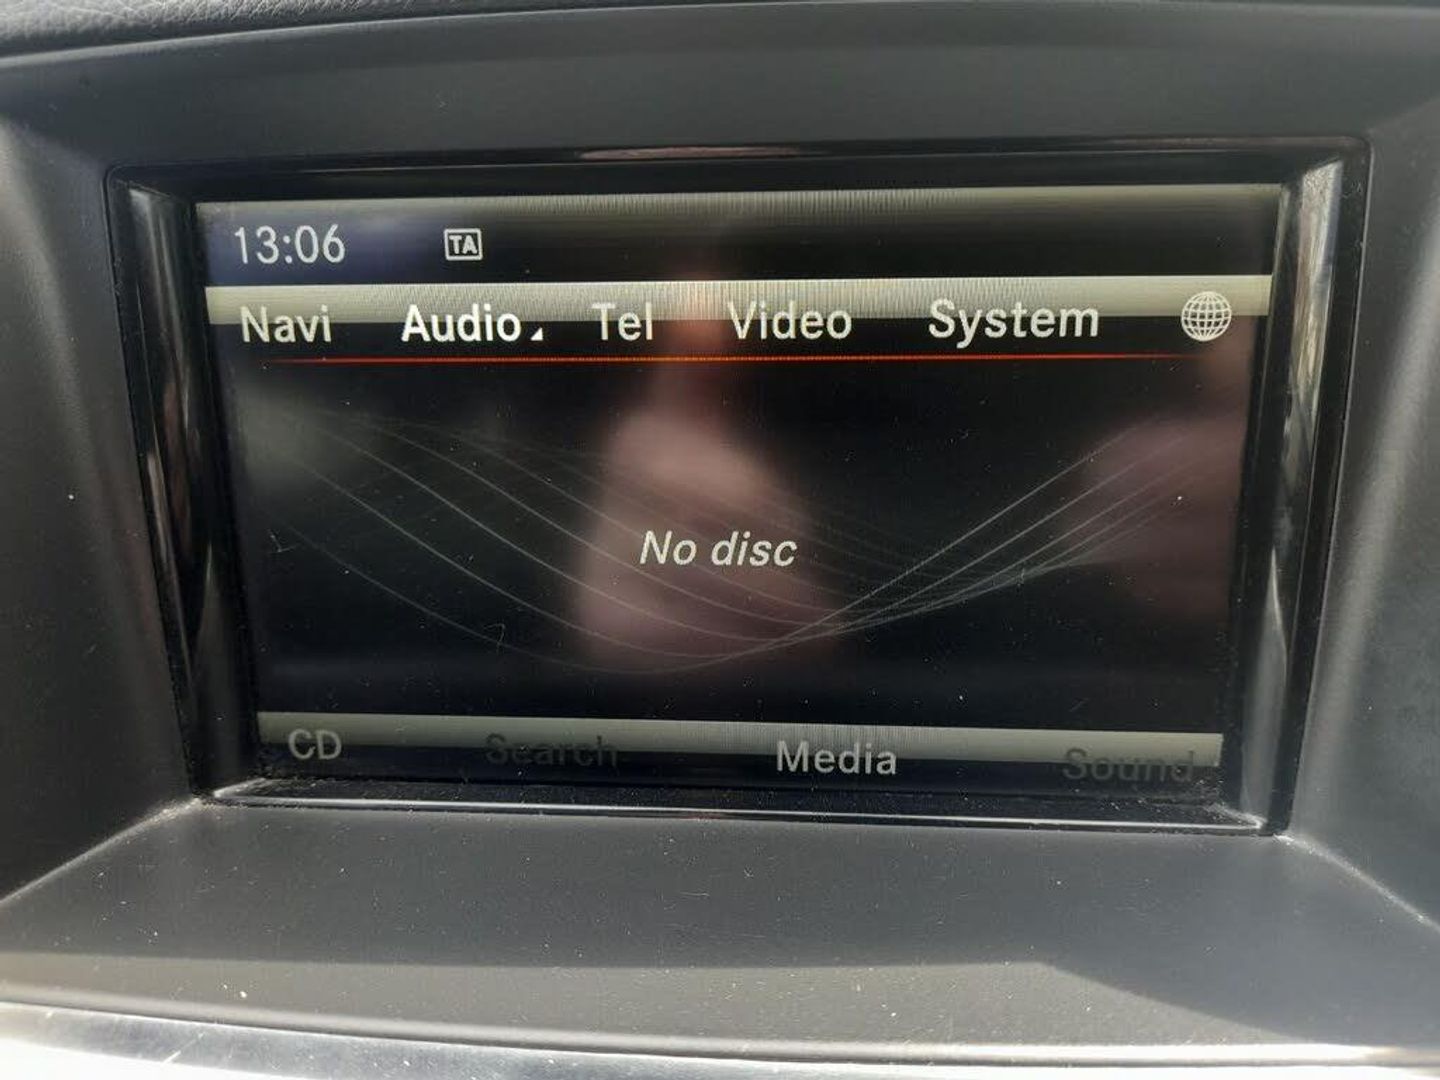 13:06 TA
Navi Audio Tel Video System
No disc
CD Search Media Sound